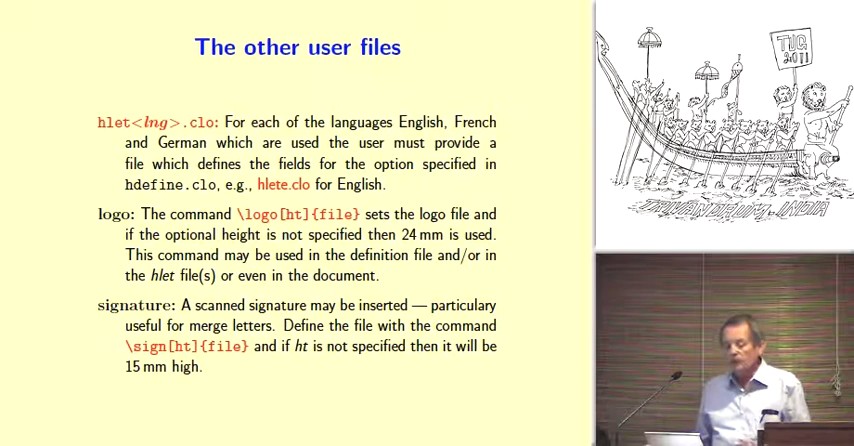 The other user files
hlet<lng>.clo: For each of the languages English, French
and German which are used the user must provide a
file which defines the fields for the option specified in
hdefine.clo, e.g., hlete.clo for English.
logo: The command \logo[ht]{file} sets the logo file and
if the optional height is not specified then 24 mm is used.
This command may be used in the definition file and/or in
the hlet file(s) or even in the document.
signature: A scanned signature may be inserted — particulary
useful for merge letters. Define the file with the command
\sign[ht]{file} and if ht is not specified then it will be
15 mm high.
TUG
2011
TRIVANDRUM, INDIA